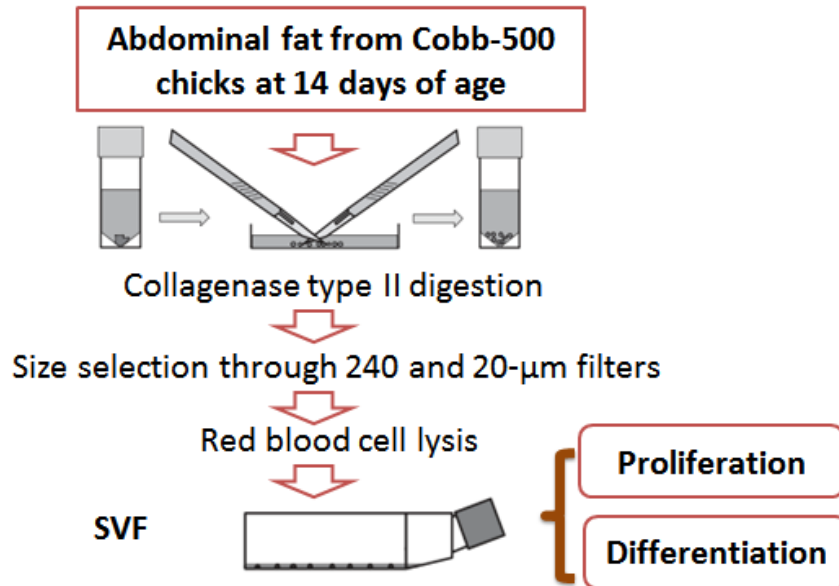 Abdominal fat from Cobb-500
chicks at 14 days of age
Collagenase type II digestion
Size selection through 240 and 20-μm filters
Red blood cell lysis
SVF
Proliferation
Differentiation